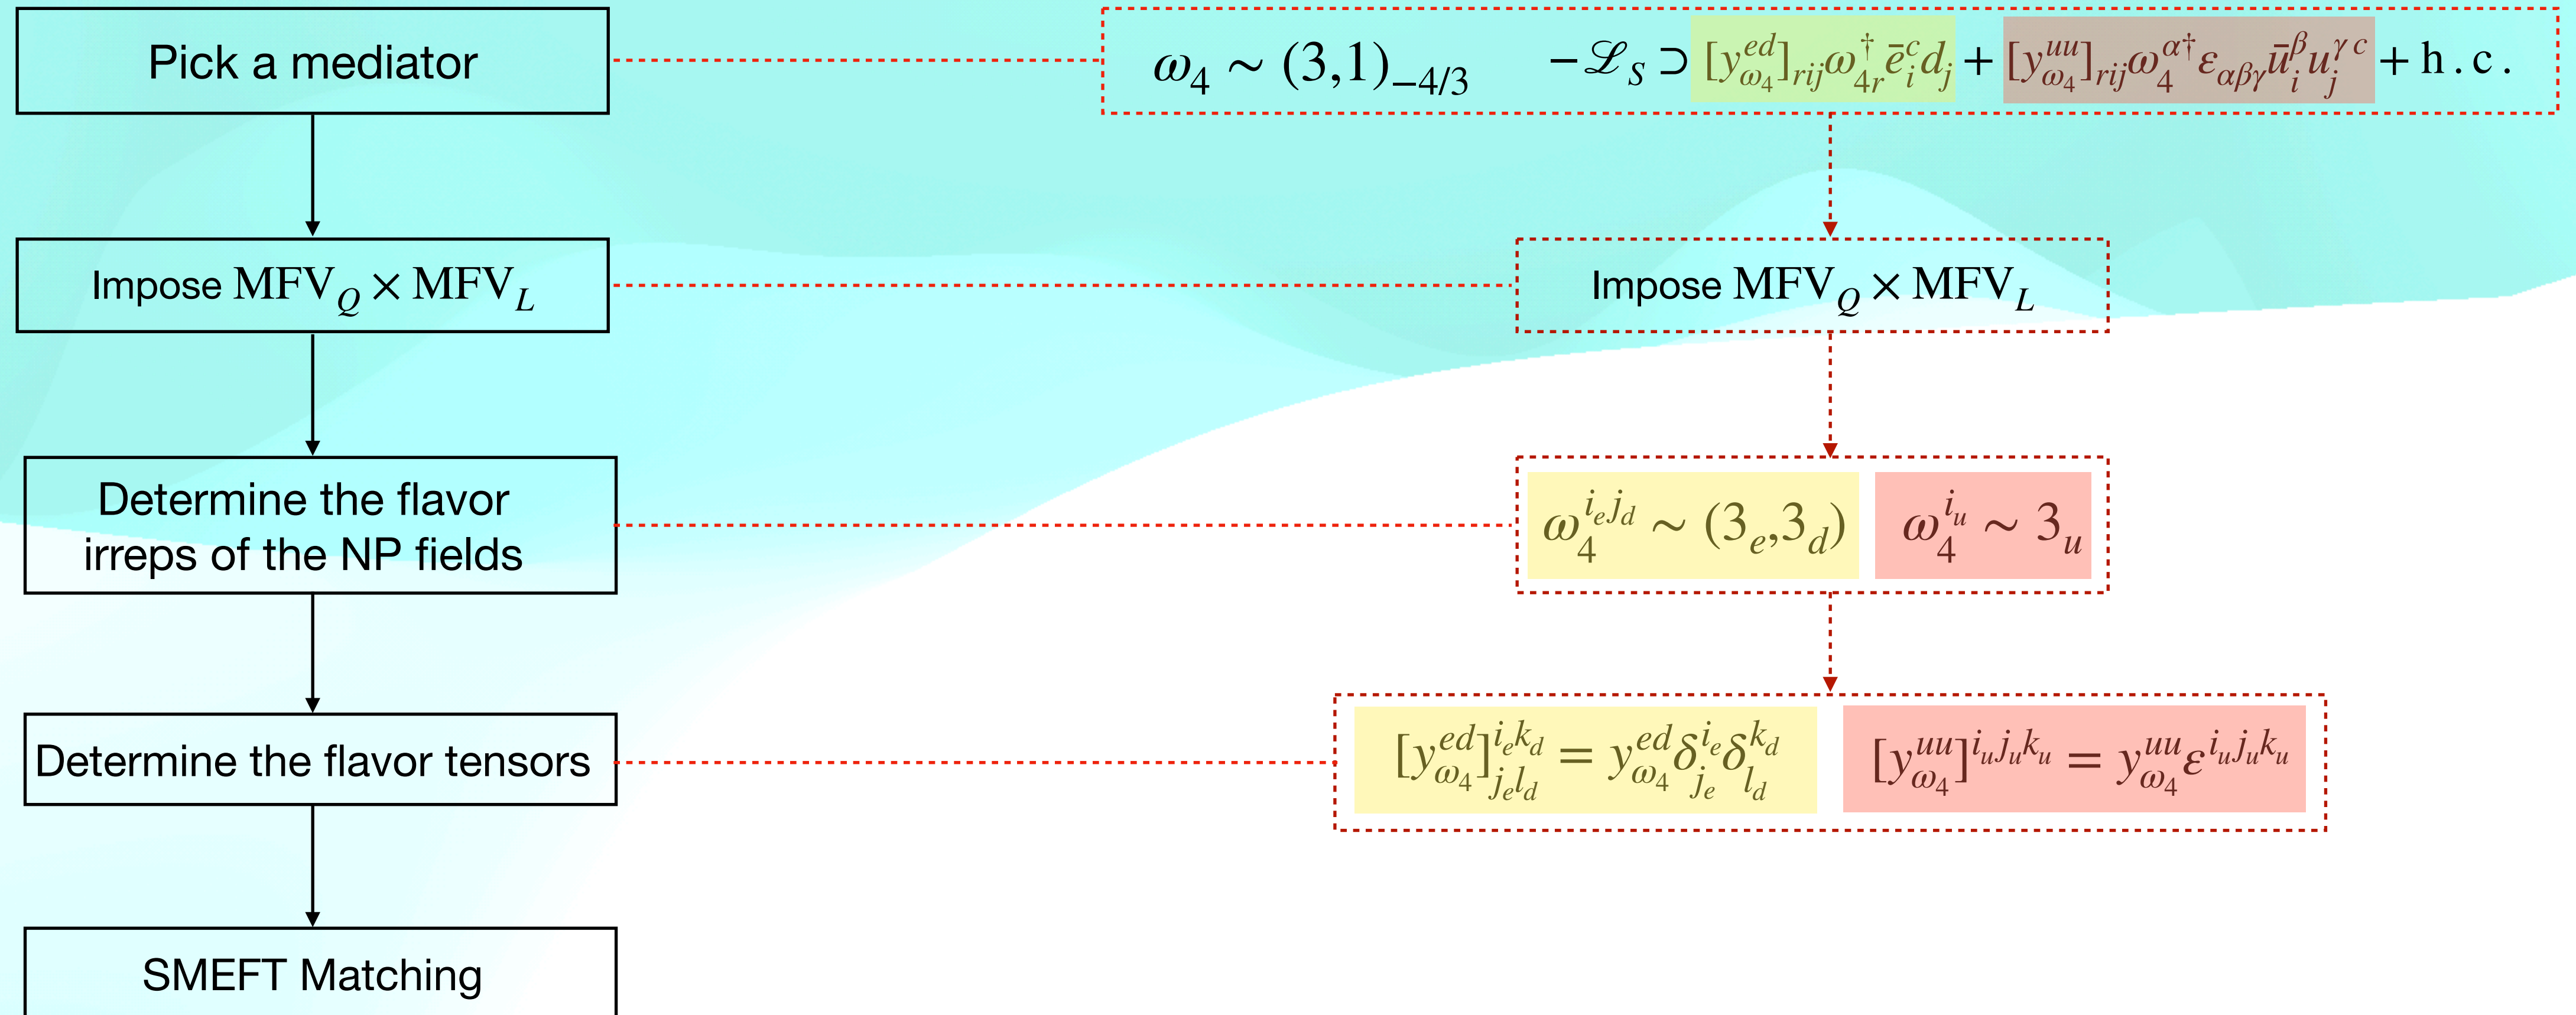 Pick a mediator
ω₄ ∼ (3,1)₋₄/₃   −ℒ_S ⊃ [y^{ed}_{ω₄}]_{rij} ω^†_{4r} ē^c_i d_j + [y^{uu}_{ω₄}]_{rij} ω₄^{α†} ε_{αβγ} ū^β_i u^{γ c}_j + h.c.
Impose MFV_Q × MFV_L
Impose MFV_Q × MFV_L
Determine the flavor
irreps of the NP fields
ω₄^{i_e j_d} ∼ (3_e,3_d)   ω₄^{i_u} ∼ 3_u
Determine the flavor tensors
[y^{ed}_{ω₄}]^{i_e k_d}_{j_e l_d} = y^{ed}_{ω₄} δ^{i_e}_{j_e} δ^{k_d}_{l_d}   [y^{uu}_{ω₄}]^{i_u j_u k_u} = y^{uu}_{ω₄} ε^{i_u j_u k_u}
SMEFT Matching